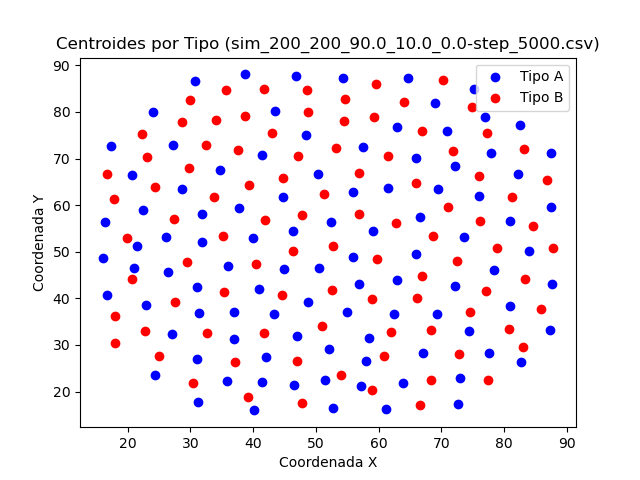 Centroides por Tipo (sim_200_200_90.0_10.0_0.0-step_5000.csv)
Tipo A
Tipo B
90
80
70
60
50
40
30
20
Coordenada Y
20 30 40 50 60 70 80 90
Coordenada X